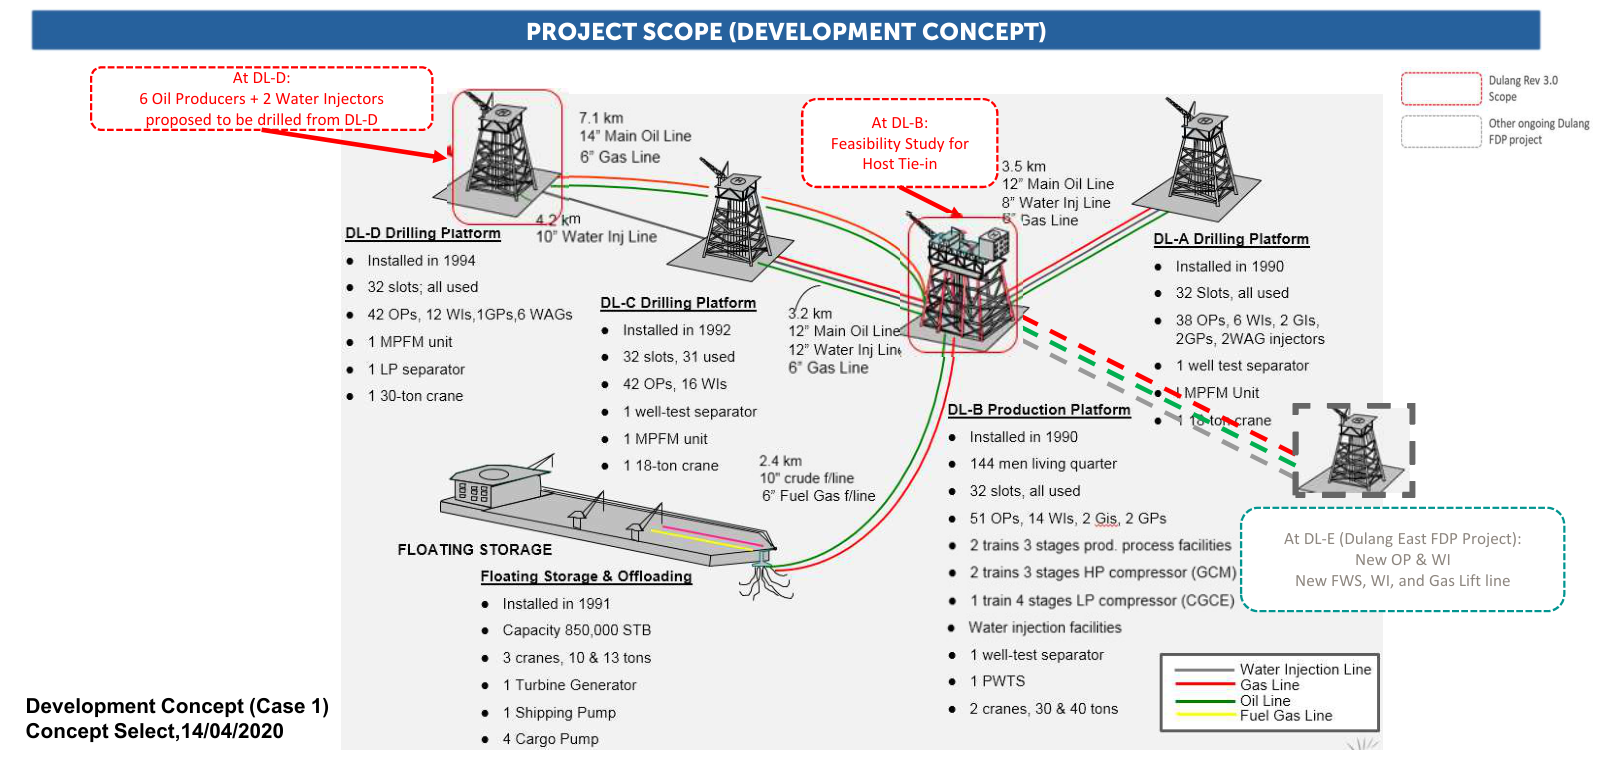 PROJECT SCOPE (DEVELOPMENT CONCEPT)
At DL-D:
6 Oil Producers + 2 Water Injectors
proposed to be drilled from DL-D
7.1 km
14” Main Oil Line
6” Gas Line
At DL-B:
Feasibility Study for
Host Tie-in
Dulang Rev 3.0
Scope
Other ongoing Dulang
FDP project
3.5 km
12” Main Oil Line
8” Water Inj Line
6” Gas Line
4.2 km
10” Water Inj Line
DL-D Drilling Platform
● Installed in 1994
● 32 slots; all used
● 42 OPs, 12 WIs,1GPs,6 WAGs
● 1 MPFM unit
● 1 LP separator
● 1 30-ton crane
DL-C Drilling Platform
● Installed in 1992
● 32 slots, 31 used
● 42 OPs, 16 WIs
● 1 well-test separator
● 1 MPFM unit
● 1 18-ton crane
3.2 km
12” Main Oil Line
12” Water Inj Line
6” Gas Line
DL-A Drilling Platform
● Installed in 1990
● 32 Slots, all used
● 38 OPs, 6 WIs, 2 GIs,
2GPs, 2WAG injectors
● 1 well test separator
● MPFM Unit
● 1 18-ton crane
DL-B Production Platform
● Installed in 1990
● 144 men living quarter
● 32 slots, all used
● 51 OPs, 14 WIs, 2 Gis, 2 GPs
● 2 trains 3 stages prod. process facilities
● 2 trains 3 stages HP compressor (GCM)
● 1 train 4 stages LP compressor (CGCE)
● Water injection facilities
● 1 well-test separator
● 1 PWTS
● 2 cranes, 30 & 40 tons
2.4 km
10” crude f/line
6” Fuel Gas f/line
At DL-E (Dulang East FDP Project):
New OP & WI
New FWS, WI, and Gas Lift line
FLOATING STORAGE
Floating Storage & Offloading
● Installed in 1991
● Capacity 850,000 STB
● 3 cranes, 10 & 13 tons
● 1 Turbine Generator
● 1 Shipping Pump
● 4 Cargo Pump
Water Injection Line
Gas Line
Oil Line
Fuel Gas Line
Development Concept (Case 1)
Concept Select,14/04/2020